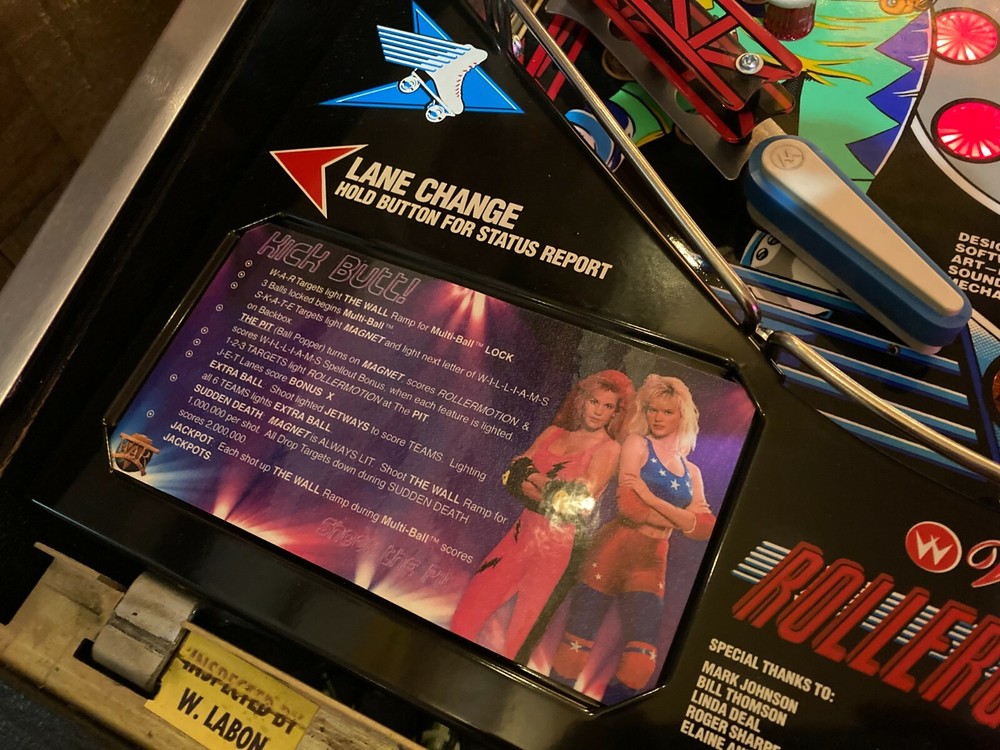 LANE CHANGE
HOLD BUTTON FOR STATUS REPORT
KICK BUTT!
W-A-R Targets light THE WALL Ramp for Multi-Ball™ LOCK
3 Balls locked begins Multi-Ball™
S-K-A-T-E Targets light MAGNET and light next letter of W-I-L-L-I-A-M-S
on Backbox
THE PIT (Ball Popper) turns on MAGNET, scores ROLLERMOTION, &
scores W-I-L-L-I-A-M-S Spellout Bonus, when each feature is lighted.
1-2-3 TARGETS light ROLLERMOTION at The PIT
J-E-T Lanes score BONUS X
EXTRA BALL. Shoot lighted JETWAYS to score TEAMS. Lighting
all 6 TEAMS lights EXTRA BALL
SUDDEN DEATH MAGNET is ALWAYS LIT. Shoot THE WALL Ramp for
1,000,000 per shot. All Drop Targets down during SUDDEN DEATH
scores 2,000,000.
JACKPOT. Each shot up THE WALL Ramp during Multi-Ball™ scores
JACKPOTS
WAR
DESI
SOFTW
ART—
SOUND
MECHA
W
ROLLERG
SPECIAL THANKS TO:
MARK JOHNSON
BILL THOMSON
LINDA DEAL
ROGER SHARPE
ELAINE
INSPECTED BY
W. LABON